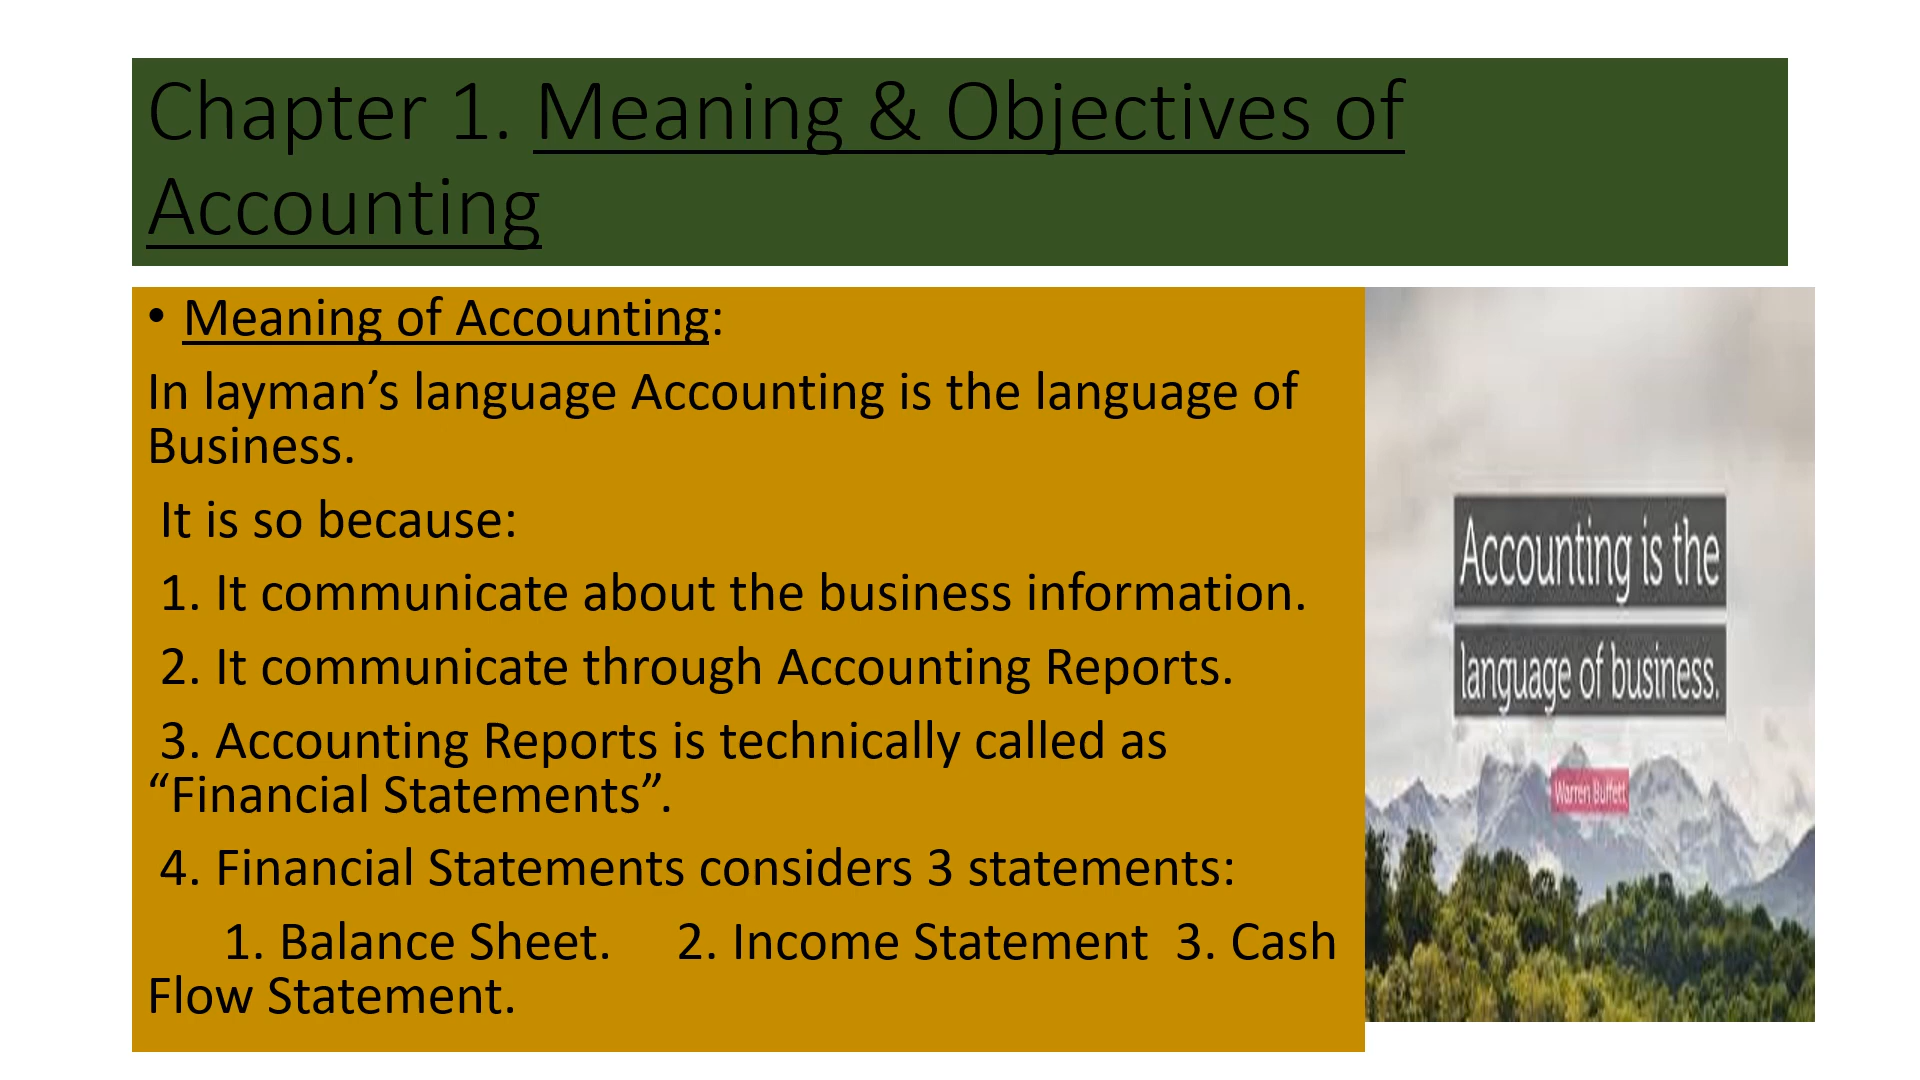 Chapter 1. Meaning & Objectives of
Accounting
• Meaning of Accounting:
In layman’s language Accounting is the language of
Business.
It is so because:
1. It communicate about the business information.
2. It communicate through Accounting Reports.
3. Accounting Reports is technically called as
“Financial Statements”.
4. Financial Statements considers 3 statements:
1. Balance Sheet. 2. Income Statement 3. Cash
Flow Statement.
Accounting is the
language of business.
Warren Buffett